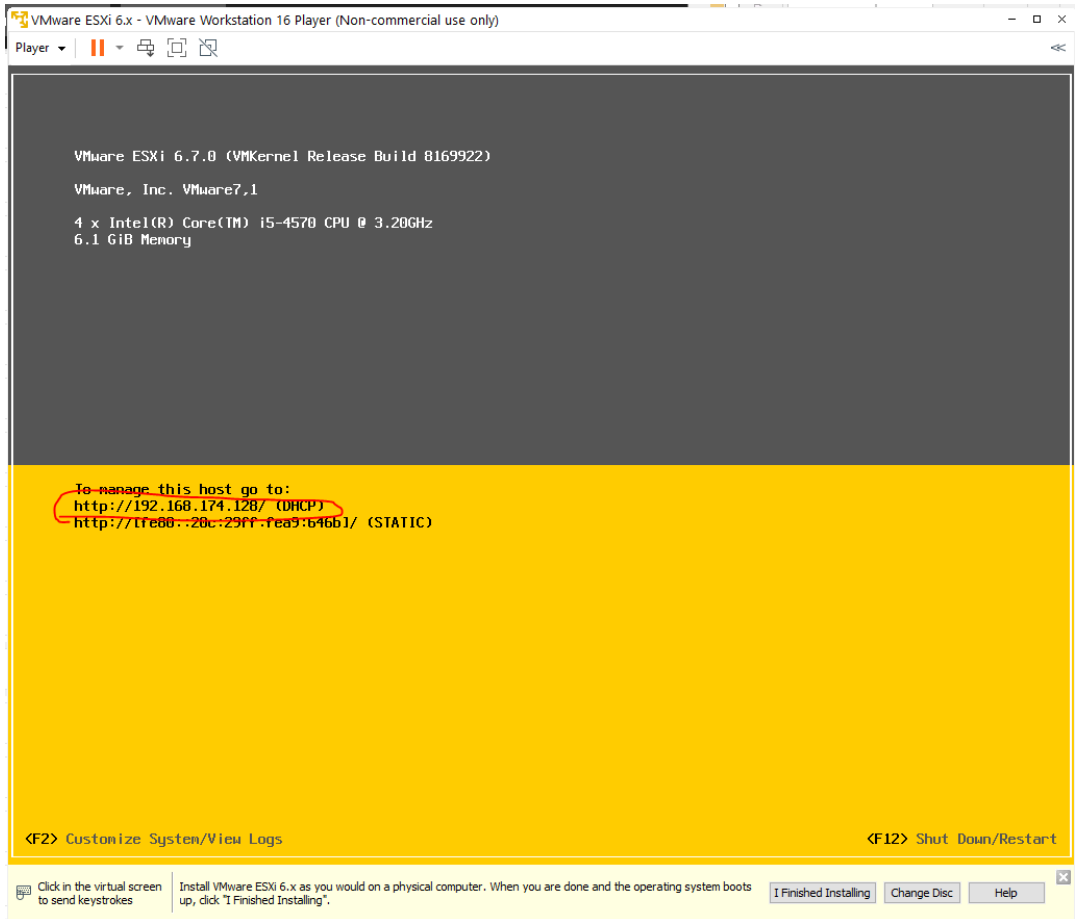 VMware ESXi 6.x - VMware Workstation 16 Player (Non-commercial use only)
Player
VMware ESXi 6.7.0 (VMKernel Release Build 8169922)
VMware, Inc. VMware7,1
4 x Intel(R) Core(TM) i5-4570 CPU @ 3.20GHz
6.1 GiB Memory
To manage this host go to:
http://192.168.174.128/ (DHCP)
http://[fe80::20c:29ff:fea9:646b]/ (STATIC)
<F2> Customize System/View Logs
<F12> Shut Down/Restart
Click in the virtual screen
to send keystrokes
Install VMware ESXi 6.x as you would on a physical computer. When you are done and the operating system boots
up, click "I Finished Installing".
I Finished Installing
Change Disc
Help